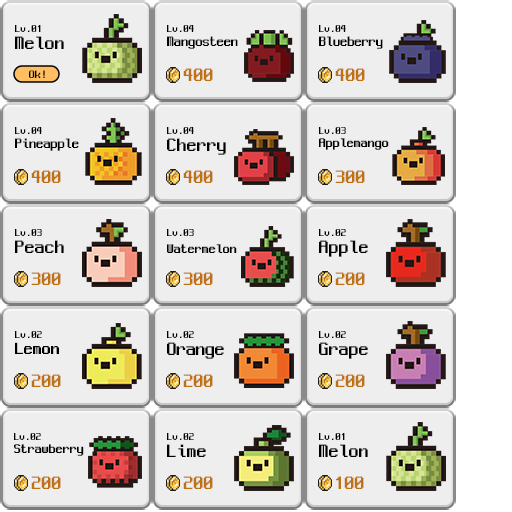 Lv.01
Melon
Ok!
Lv.04
Mangosteen
400
Lv.04
Blueberry
400
Lv.04
Pineapple
400
Lv.04
Cherry
400
Lv.03
Applemango
300
Lv.03
Peach
300
Lv.03
Watermelon
300
Lv.02
Apple
200
Lv.02
Lemon
200
Lv.02
Orange
200
Lv.02
Grape
200
Lv.02
Strawberry
200
Lv.02
Lime
200
Lv.01
Melon
100